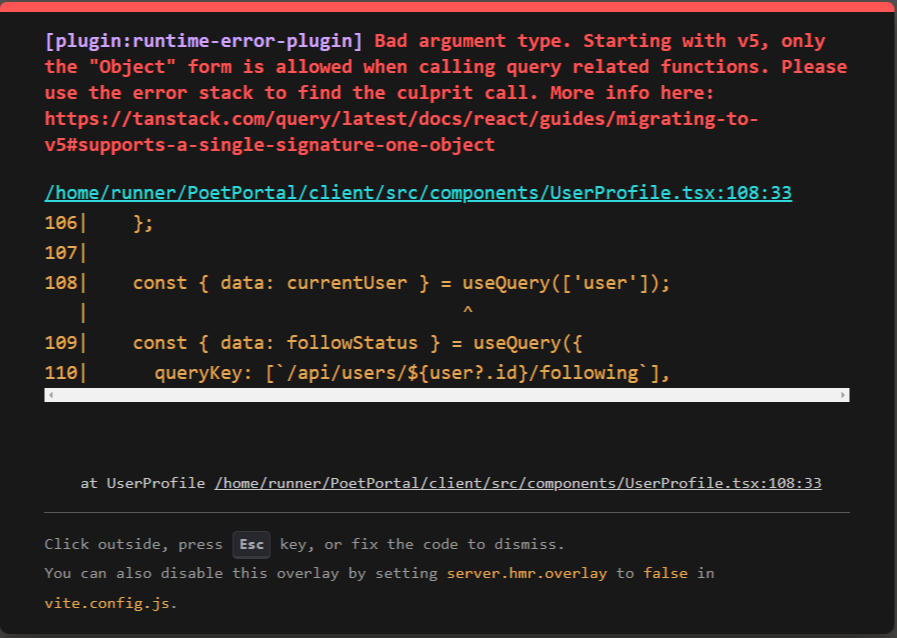 [plugin:runtime-error-plugin] Bad argument type. Starting with v5, only
the "Object" form is allowed when calling query related functions. Please
use the error stack to find the culprit call. More info here:
https://tanstack.com/query/latest/docs/react/guides/migrating-to-
v5#supports-a-single-signature-one-object
/home/runner/PoetPortal/client/src/components/UserProfile.tsx:108:33
106|    };
107|
108|    const { data: currentUser } = useQuery(['user']);
   |                                  ^
109|    const { data: followStatus } = useQuery({
110|      queryKey: [`/api/users/${user?.id}/following`],
at UserProfile /home/runner/PoetPortal/client/src/components/UserProfile.tsx:108:33
Click outside, press Esc key, or fix the code to dismiss.
You can also disable this overlay by setting server.hmr.overlay to false in
vite.config.js.